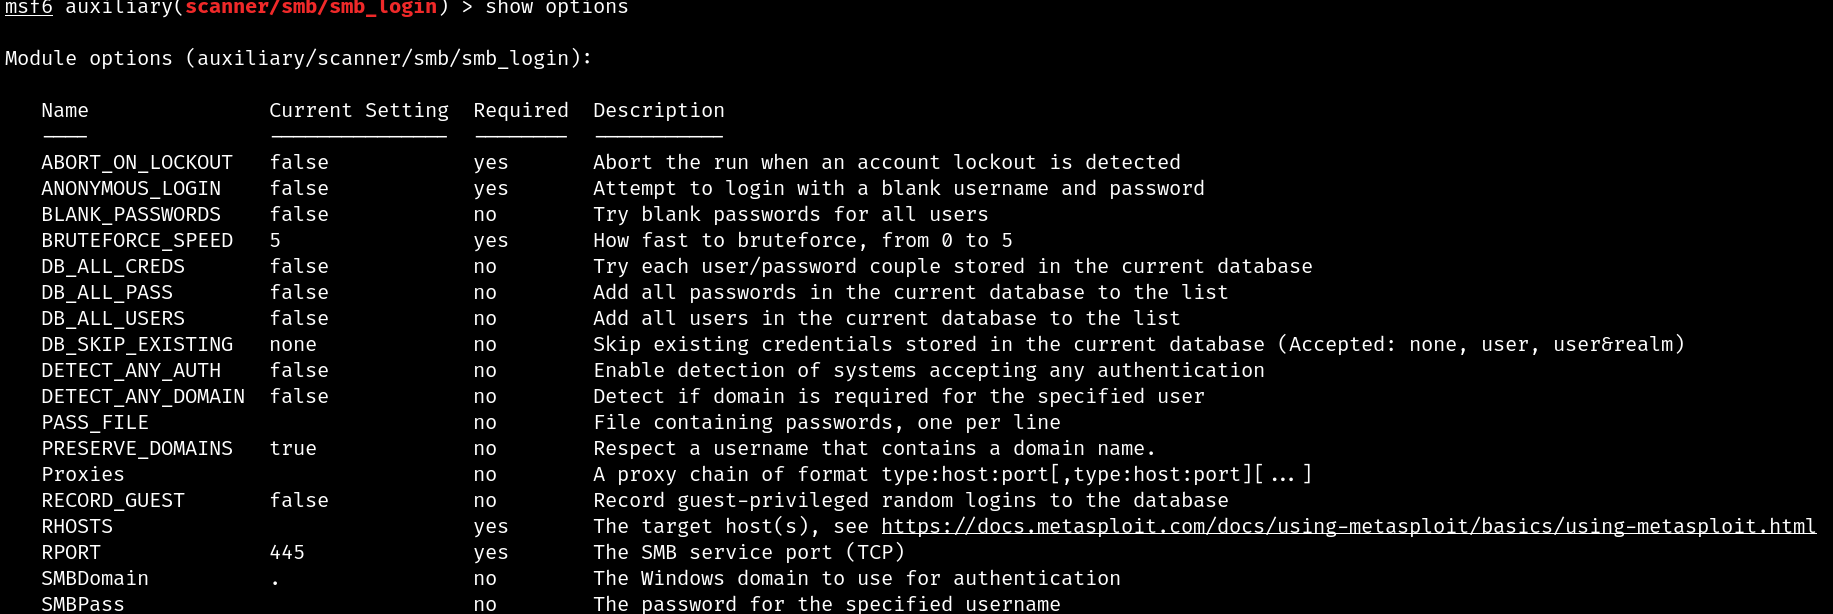 msf6 auxiliary(scanner/smb/smb_login) > show options
Module options (auxiliary/scanner/smb/smb_login):
Name Current Setting Required Description
ABORT_ON_LOCKOUT false yes Abort the run when an account lockout is detected
ANONYMOUS_LOGIN false yes Attempt to login with a blank username and password
BLANK_PASSWORDS false no Try blank passwords for all users
BRUTEFORCE_SPEED 5 yes How fast to bruteforce, from 0 to 5
DB_ALL_CREDS false no Try each user/password couple stored in the current database
DB_ALL_PASS false no Add all passwords in the current database to the list
DB_ALL_USERS false no Add all users in the current database to the list
DB_SKIP_EXISTING none no Skip existing credentials stored in the current database (Accepted: none, user, user&realm)
DETECT_ANY_AUTH false no Enable detection of systems accepting any authentication
DETECT_ANY_DOMAIN false no Detect if domain is required for the specified user
PASS_FILE no File containing passwords, one per line
PRESERVE_DOMAINS true no Respect a username that contains a domain name.
Proxies no A proxy chain of format type:host:port[,type:host:port][...]
RECORD_GUEST false no Record guest-privileged random logins to the database
RHOSTS yes The target host(s), see https://docs.metasploit.com/docs/using-metasploit/basics/using-metasploit.html
RPORT 445 yes The SMB service port (TCP)
SMBDomain . no The Windows domain to use for authentication
SMBPass no The password for the specified username